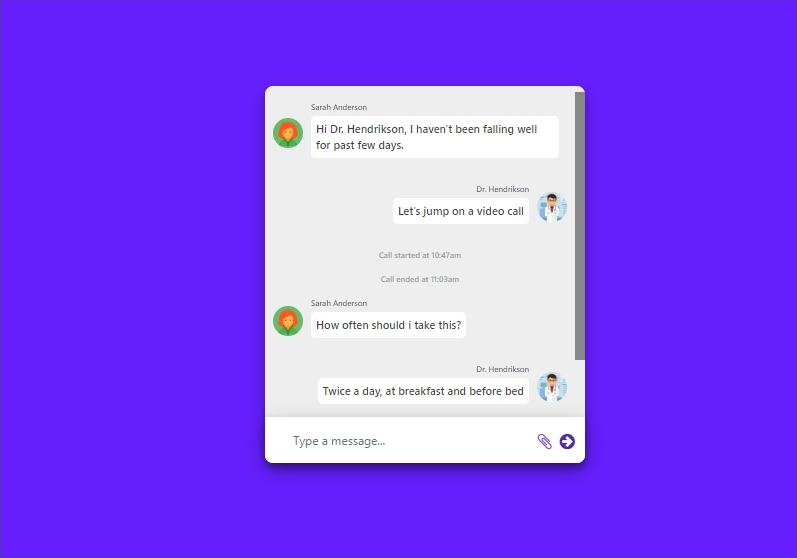 Sarah Anderson
Hi Dr. Hendrikson, I haven't been falling well
for past few days.
Dr. Hendrikson
Let's jump on a video call
Call started at 10:47am
Call ended at 11:03am
Sarah Anderson
How often should i take this?
Dr. Hendrikson
Twice a day, at breakfast and before bed
Type a message...